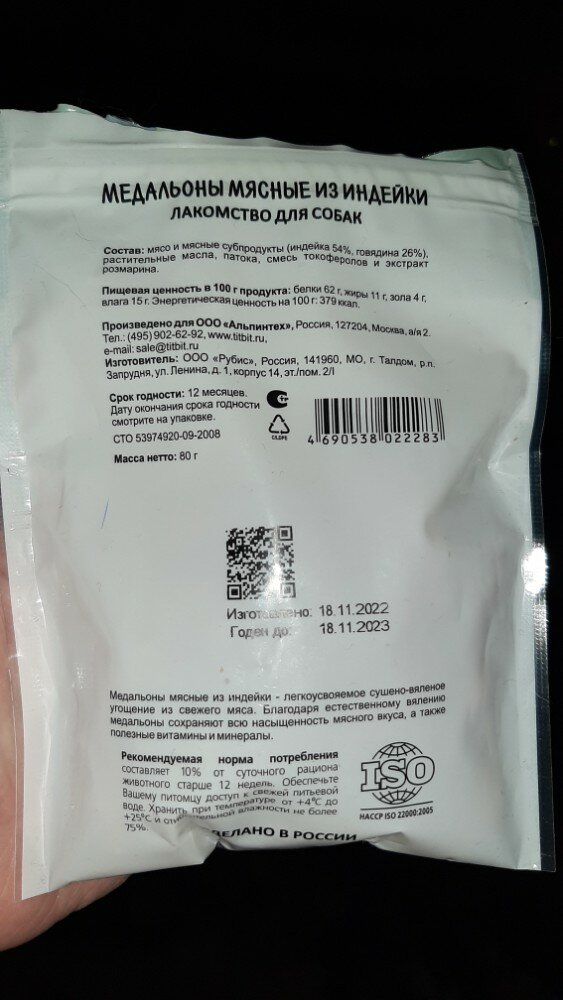 МЕДАЛЬОНЫ МЯСНЫЕ ИЗ ИНДЕЙКИ
ЛАКОМСТВО ДЛЯ СОБАК
Состав: мясо и мясные субпродукты (индейка 54%, говядина 26%),
растительные масла, патока, смесь токоферолов и экстракт
розмарина.
Пищевая ценность в 100 г продукта: белки 62 г, жиры 11 г, зола 4 г,
влага 15 г. Энергетическая ценность на 100 г: 379 ккал.
Произведено для ООО «Альпинтех», Россия, 127204, Москва, а/я 2.
Тел.: (495) 902-62-92, www.titbit.ru,
e-mail: sale@titbit.ru
Изготовитель: ООО «Рубис», Россия, 141960, МО, г. Талдом, р.п.
Запрудня, ул. Ленина, д. 1, корпус 14, эт./пом. 2/I
Срок годности: 12 месяцев.
Дату окончания срока годности
смотрите на упаковке.
СТО 53974920-09-2008
Масса нетто: 80 г
C/LDPE
4 690538 022283
Изготовлено: 18.11.2022
Годен до: 18.11.2023
Медальоны мясные из индейки - легкоусвояемое сушено-вяленое
угощение из свежего мяса. Благодаря естественному вялению
медальоны сохраняют всю насыщенность мясного вкуса, а также
полезные витамины и минералы.
Рекомендуемая норма потребления
составляет 10% от суточного рациона
животного старше 12 недель. Обеспечьте
Вашему питомцу доступ к свежей питьевой
воде. Хранить при температуре от +4°C до
+25°C и относительной влажности не более
75%.
СДЕЛАНО В РОССИИ
ISO
HACCP ISO 22000:2005